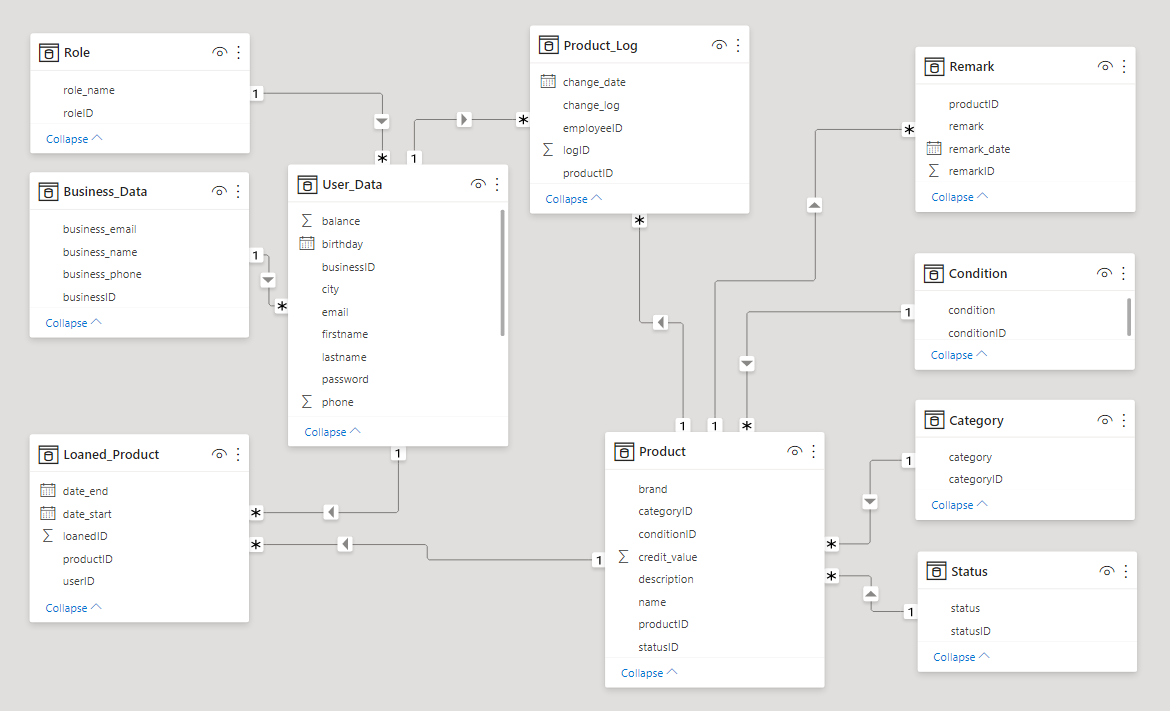 Role
role_name
roleID
Collapse
Business_Data
business_email
business_name
business_phone
businessID
Collapse
Loaned_Product
date_end
date_start
loanedID
productID
userID
Collapse
User_Data
balance
birthday
businessID
city
email
firstname
lastname
password
phone
Collapse
Product_Log
change_date
change_log
employeeID
logID
productID
Collapse
Product
brand
categoryID
conditionID
credit_value
description
name
productID
statusID
Collapse
Remark
productID
remark
remark_date
remarkID
Collapse
Condition
condition
conditionID
Collapse
Category
category
categoryID
Collapse
Status
status
statusID
Collapse
1
*
1
*
1
*
1
*
1
*
1
*
1
*
1
*
1
*
1
*